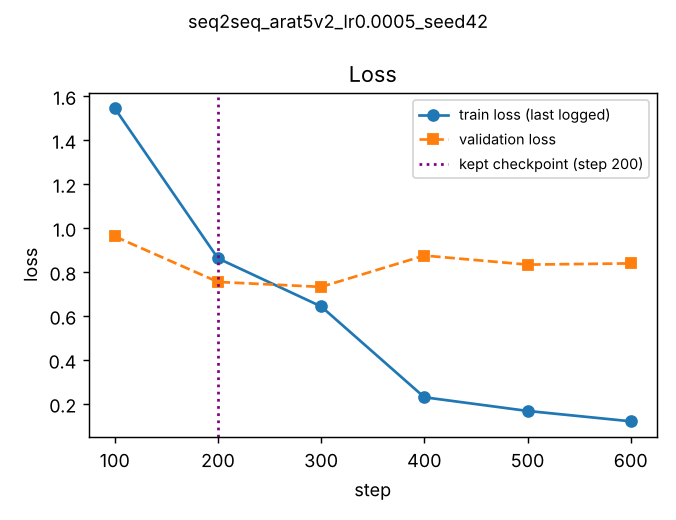 seq2seq_arat5v2_lr0.0005_seed42
Loss
train loss (last logged)
validation loss
kept checkpoint (step 200)
loss
1.6
1.4
1.2
1.0
0.8
0.6
0.4
0.2
100 200 300 400 500 600
step